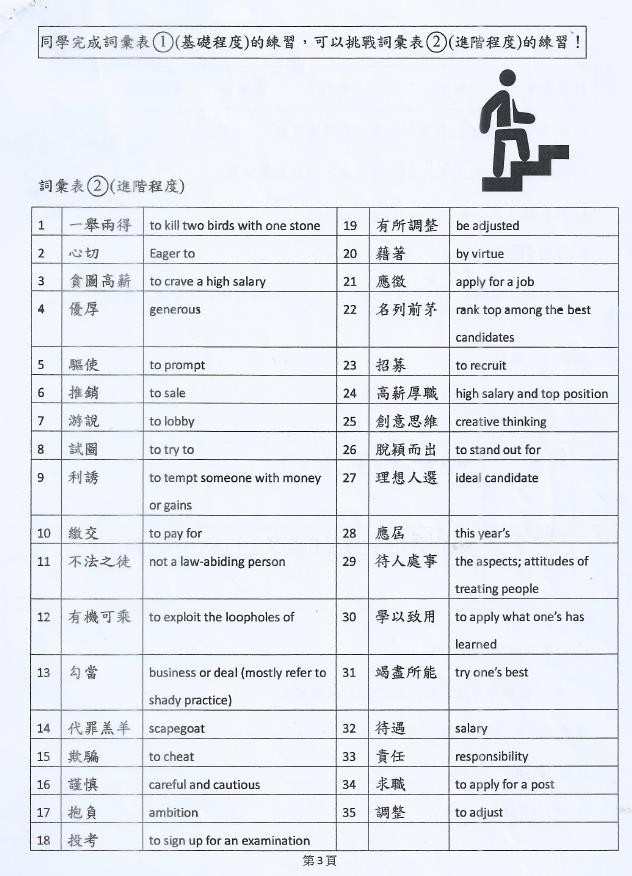 同學完成詞彙表①(基礎程度)的練習，可以挑戰詞彙表②(進階程度)的練習！
詞彙表②(進階程度)
1 一舉兩得 to kill two birds with one stone 19 有所調整 be adjusted
2 心切 Eager to 20 藉著 by virtue
3 貪圖高薪 to crave a high salary 21 應徵 apply for a job
4 優厚 generous 22 名列前茅 rank top among the best
candidates
5 驅使 to prompt 23 招募 to recruit
6 推銷 to sale 24 高薪厚職 high salary and top position
7 游說 to lobby 25 創意思維 creative thinking
8 試圖 to try to 26 脫穎而出 to stand out for
9 利誘 to tempt someone with money 27 理想人選 ideal candidate
or gains
10 繳交 to pay for 28 應屆 this year's
11 不法之徒 not a law-abiding person 29 待人處事 the aspects; attitudes of
treating people
12 有機可乘 to exploit the loopholes of 30 學以致用 to apply what one's has
learned
13 勾當 business or deal (mostly refer to 31 竭盡所能 try one's best
shady practice)
14 代罪羔羊 scapegoat 32 待遇 salary
15 欺騙 to cheat 33 責任 responsibility
16 謹慎 careful and cautious 34 求職 to apply for a post
17 抱負 ambition 35 調整 to adjust
18 投考 to sign up for an examination
第 3 頁